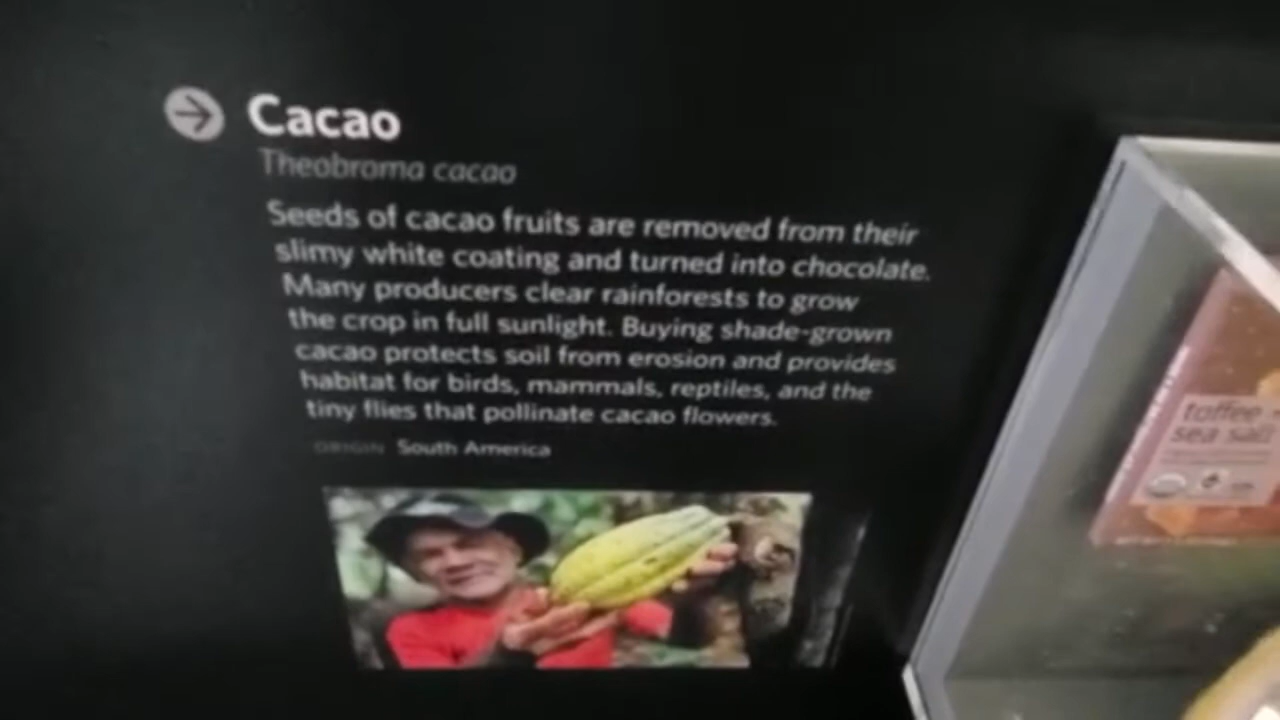 Cacao
Theobroma cacao
Seeds of cacao fruits are removed from their
slimy white coating and turned into chocolate.
Many producers clear rainforests to grow
the crop in full sunlight. Buying shade-grown
cacao protects soil from erosion and provides
habitat for birds, mammals, reptiles, and the
tiny flies that pollinate cacao flowers.
ORIGIN South America
toffee
sea salt